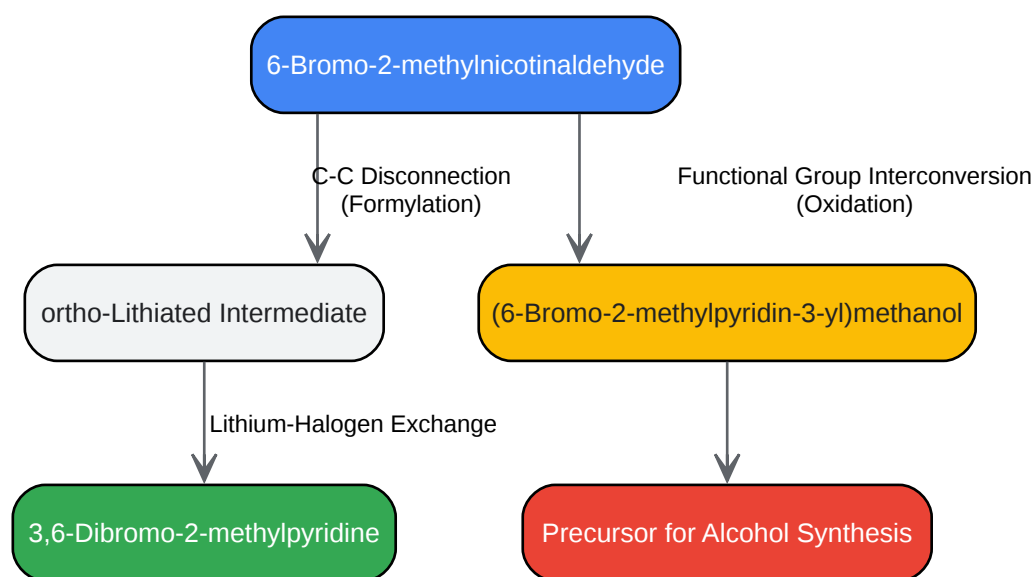 6-Bromo-2-methylnicotinaldehyde
C-C Disconnection
(Formylation)
Functional Group Interconversion
(Oxidation)
ortho-Lithiated Intermediate
(6-Bromo-2-methylpyridin-3-yl)methanol
Lithium-Halogen Exchange
3,6-Dibromo-2-methylpyridine
Precursor for Alcohol Synthesis